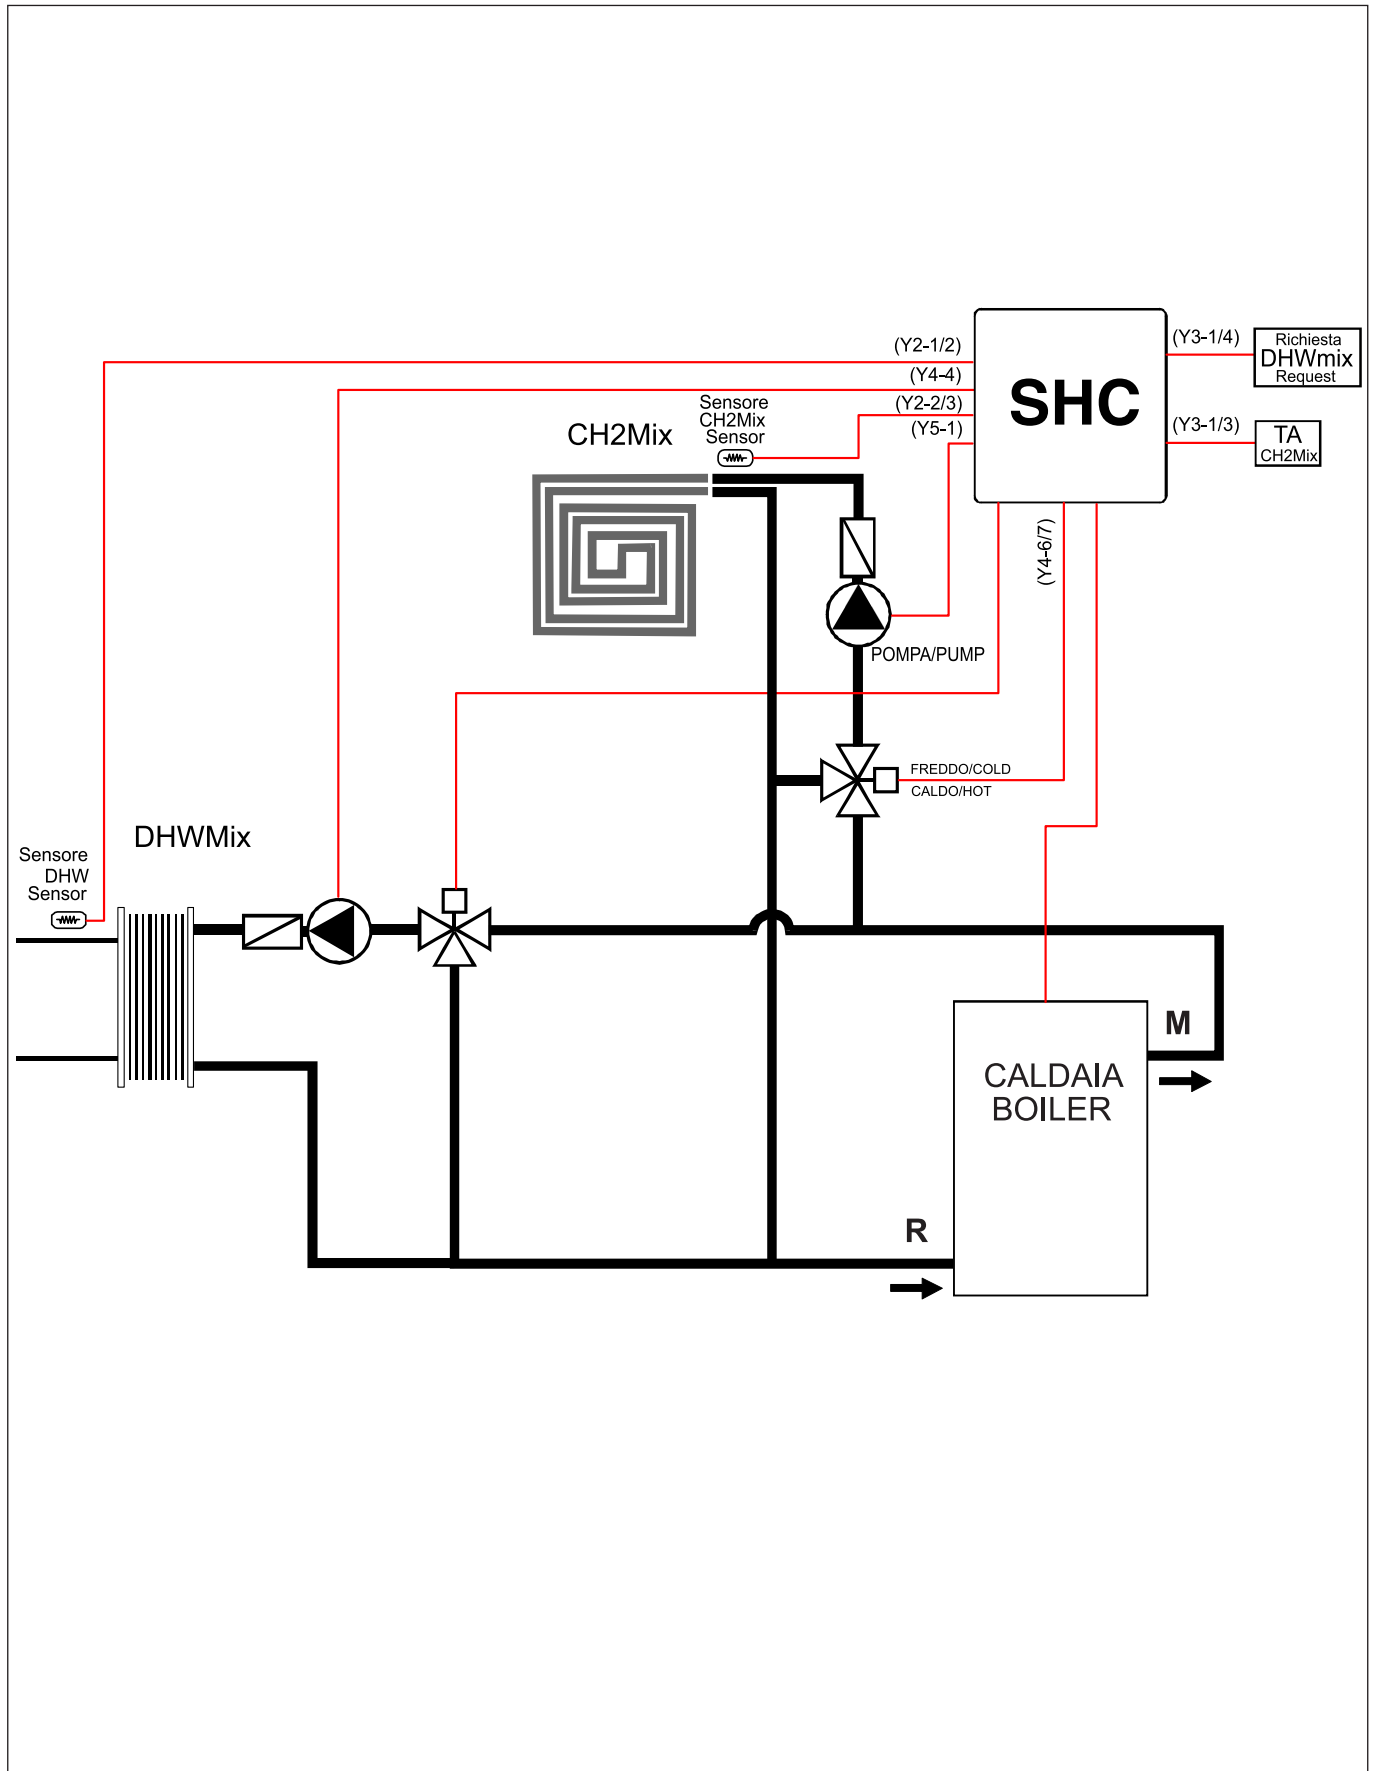 (Y2-1/2)
(Y4-4)
(Y2-2/3)
(Y5-1)
SHC
(Y3-1/4)
Richiesta
DHWmix
Request
(Y3-1/3)
TA
CH2Mix
Sensore
CH2Mix
Sensor
CH2Mix
(Y4-6/7)
POMPA/PUMP
FREDDO/COLD
CALDO/HOT
DHWMix
Sensore
DHW
Sensor
M
CALDAIA
BOILER
R